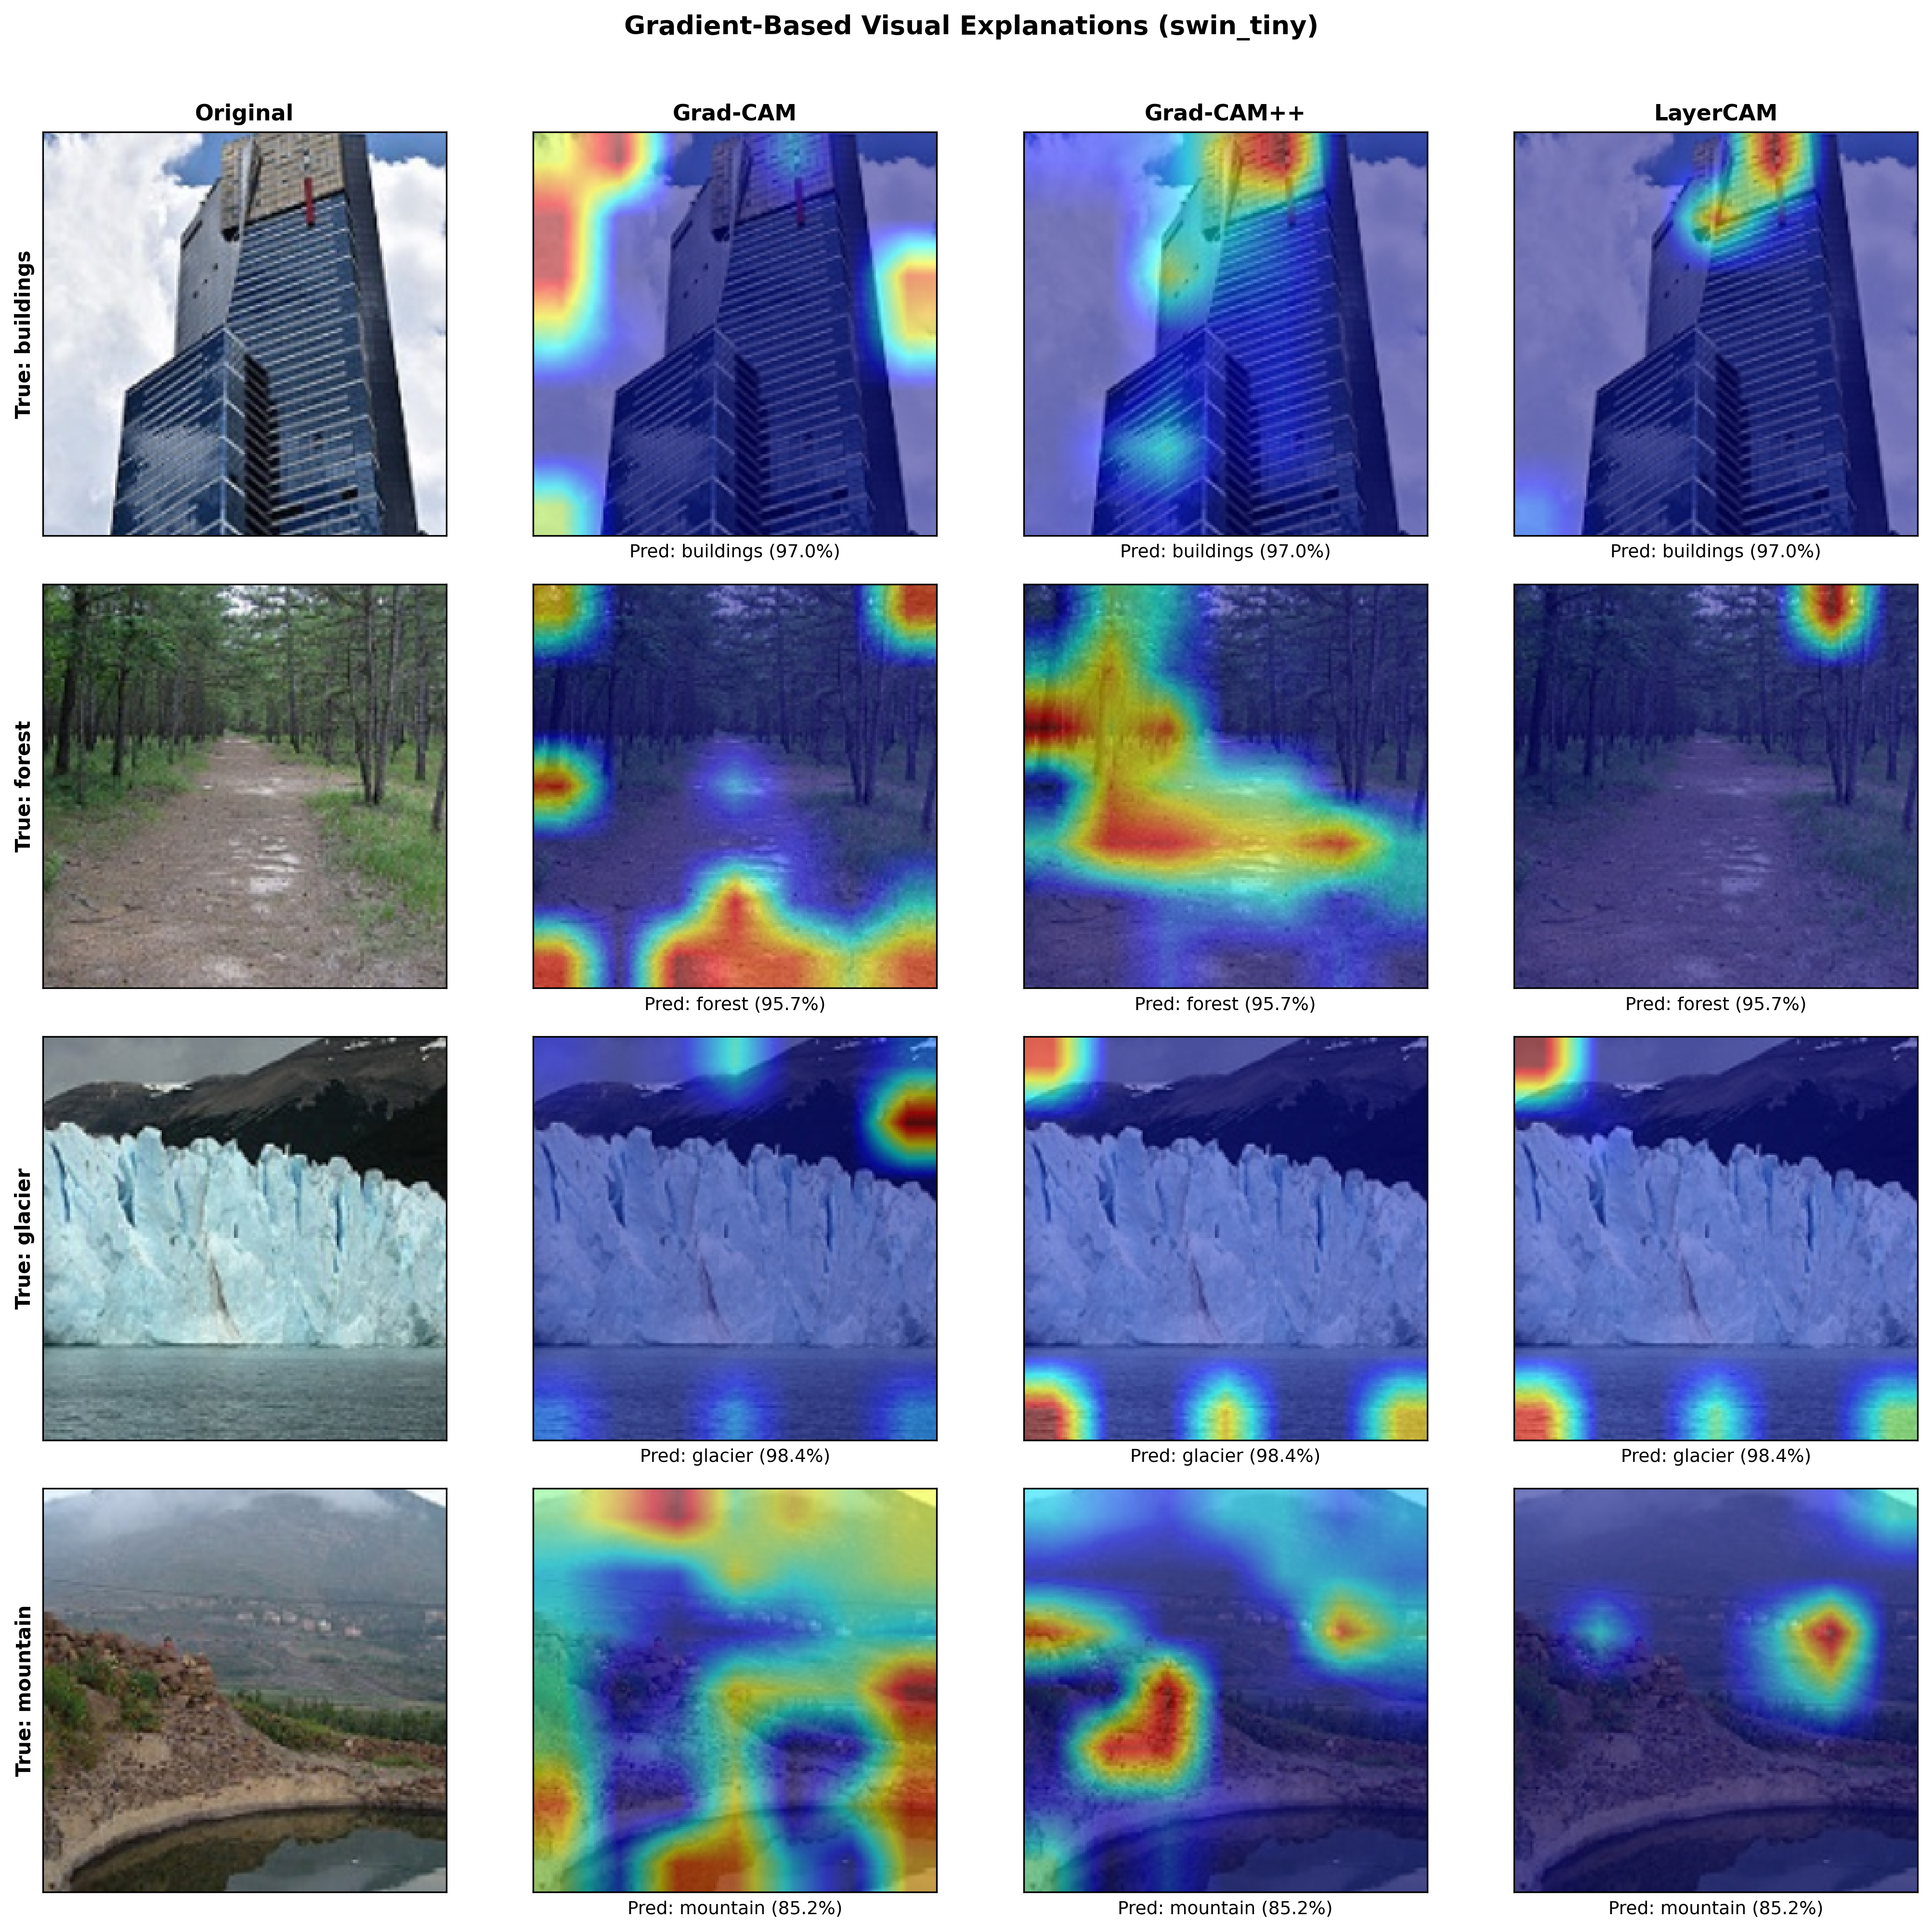 Gradient-Based Visual Explanations (swin_tiny)
Original
Grad-CAM
Grad-CAM++
LayerCAM
True: buildings
Pred: buildings (97.0%)
Pred: buildings (97.0%)
Pred: buildings (97.0%)
True: forest
Pred: forest (95.7%)
Pred: forest (95.7%)
Pred: forest (95.7%)
True: glacier
Pred: glacier (98.4%)
Pred: glacier (98.4%)
Pred: glacier (98.4%)
True: mountain
Pred: mountain (85.2%)
Pred: mountain (85.2%)
Pred: mountain (85.2%)